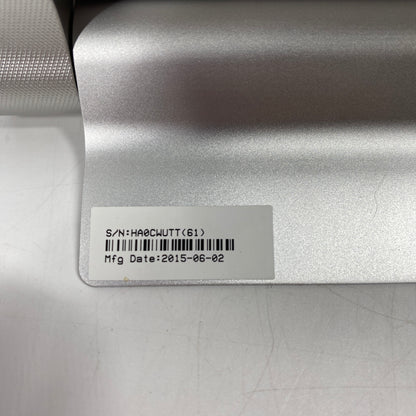 S/N:HA0CWUTT(61)
Mfg Date:2015-06-02